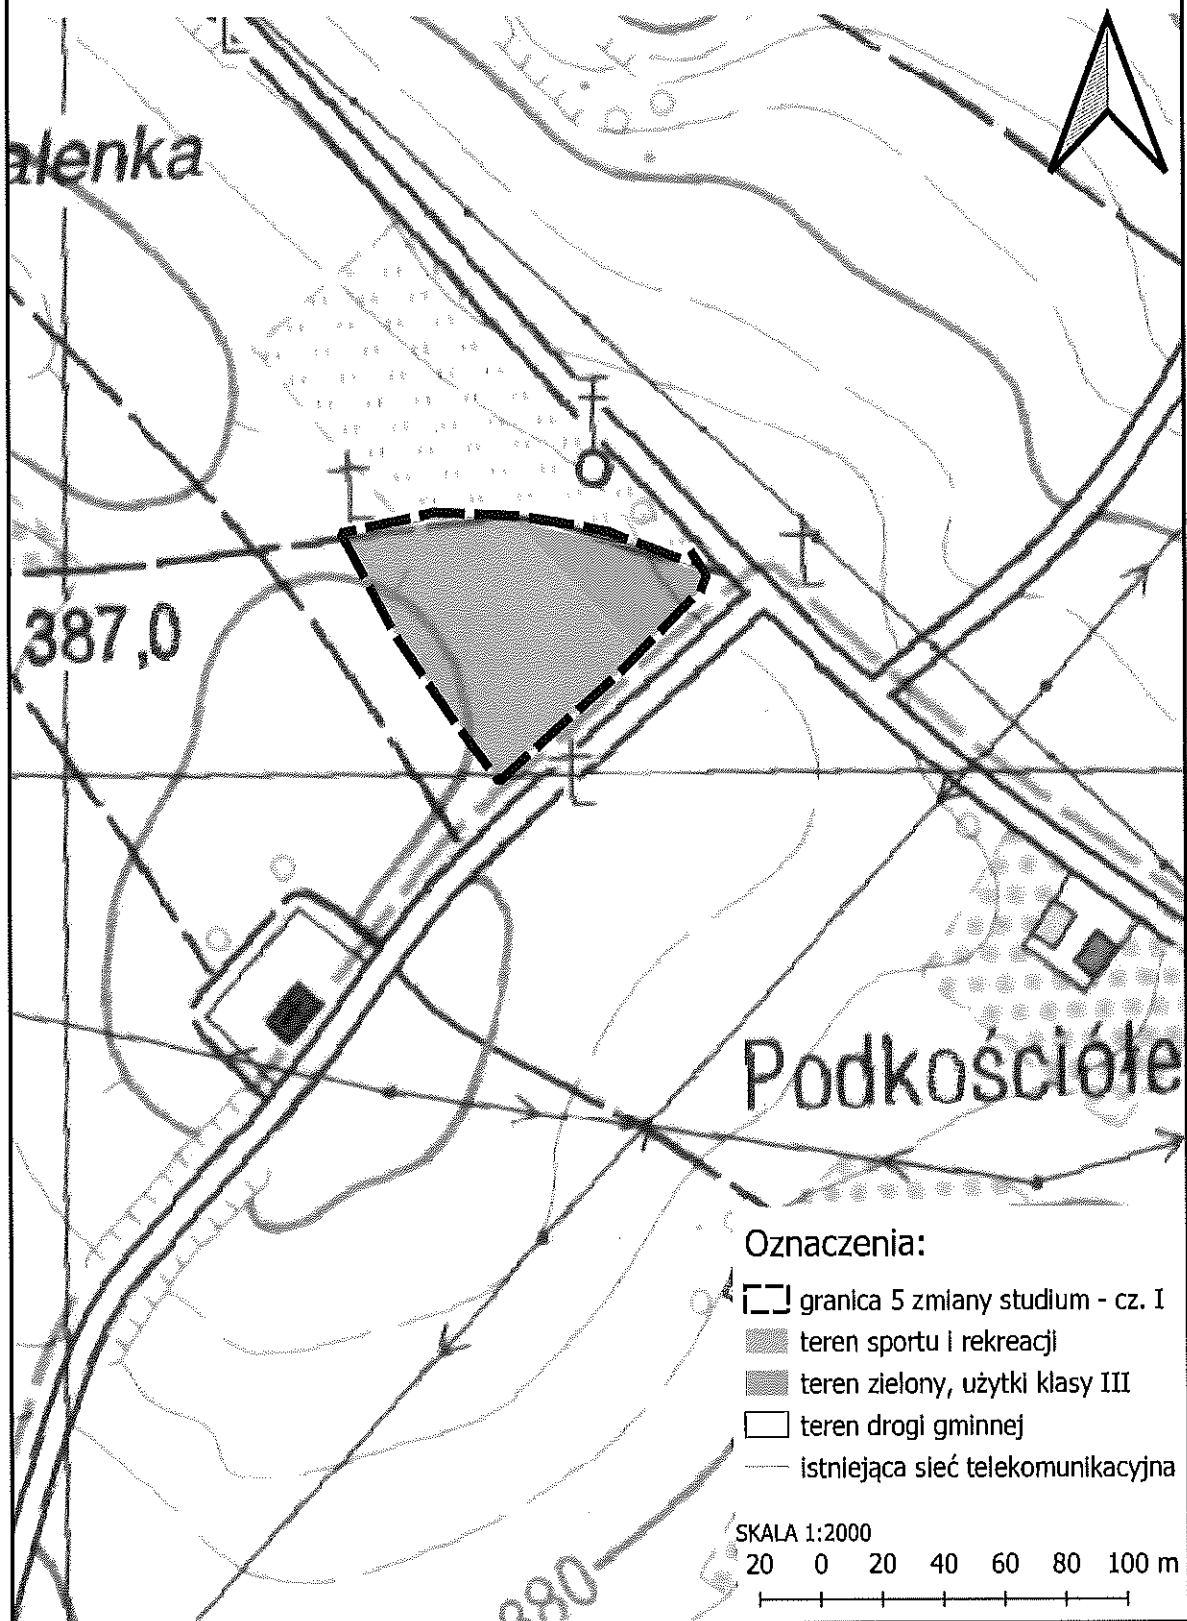 alenka
387,0
Podkościółe
Oznaczenia:
granica 5 zmiany studium - cz. I
teren sportu i rekreacji
teren zielony, użytki klasy III
teren drogi gminnej
istniejąca sieć telekomunikacyjna
SKALA 1:2000
20 0 20 40 60 80 100 m
380